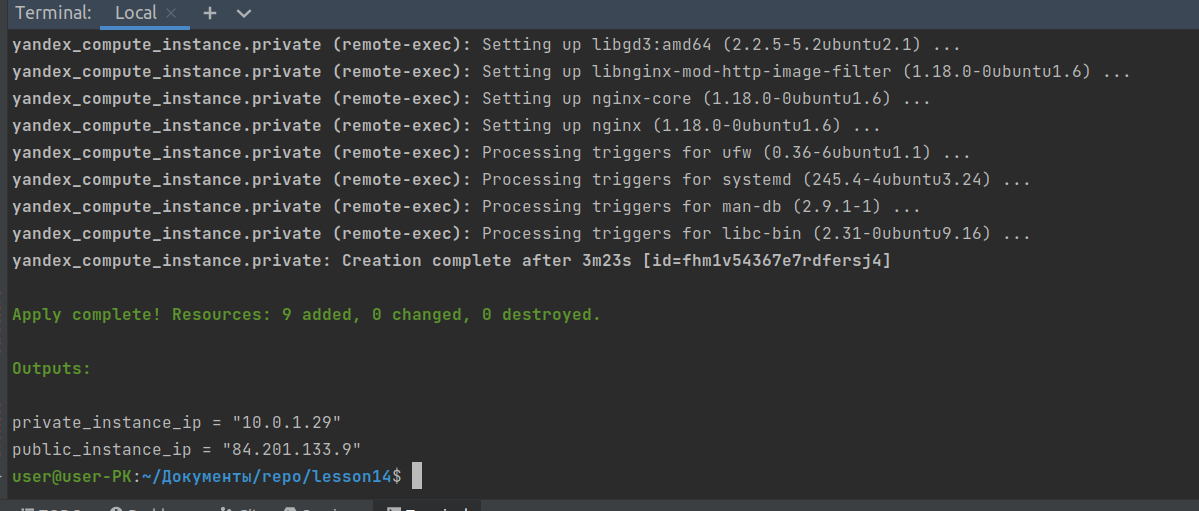 Terminal: Local × +
yandex_compute_instance.private (remote-exec): Setting up libgd3:amd64 (2.2.5-5.2ubuntu2.1) ...
yandex_compute_instance.private (remote-exec): Setting up libnginx-mod-http-image-filter (1.18.0-0ubuntu1.6) ...
yandex_compute_instance.private (remote-exec): Setting up nginx-core (1.18.0-0ubuntu1.6) ...
yandex_compute_instance.private (remote-exec): Setting up nginx (1.18.0-0ubuntu1.6) ...
yandex_compute_instance.private (remote-exec): Processing triggers for ufw (0.36-6ubuntu1.1) ...
yandex_compute_instance.private (remote-exec): Processing triggers for systemd (245.4-4ubuntu3.24) ...
yandex_compute_instance.private (remote-exec): Processing triggers for man-db (2.9.1-1) ...
yandex_compute_instance.private (remote-exec): Processing triggers for libc-bin (2.31-0ubuntu9.16) ...
yandex_compute_instance.private: Creation complete after 3m23s [id=fhm1v54367e7rdfersj4]
Apply complete! Resources: 9 added, 0 changed, 0 destroyed.
Outputs:
private_instance_ip = "10.0.1.29"
public_instance_ip = "84.201.133.9"
user@user-PK:~/Документы/repo/lesson14$